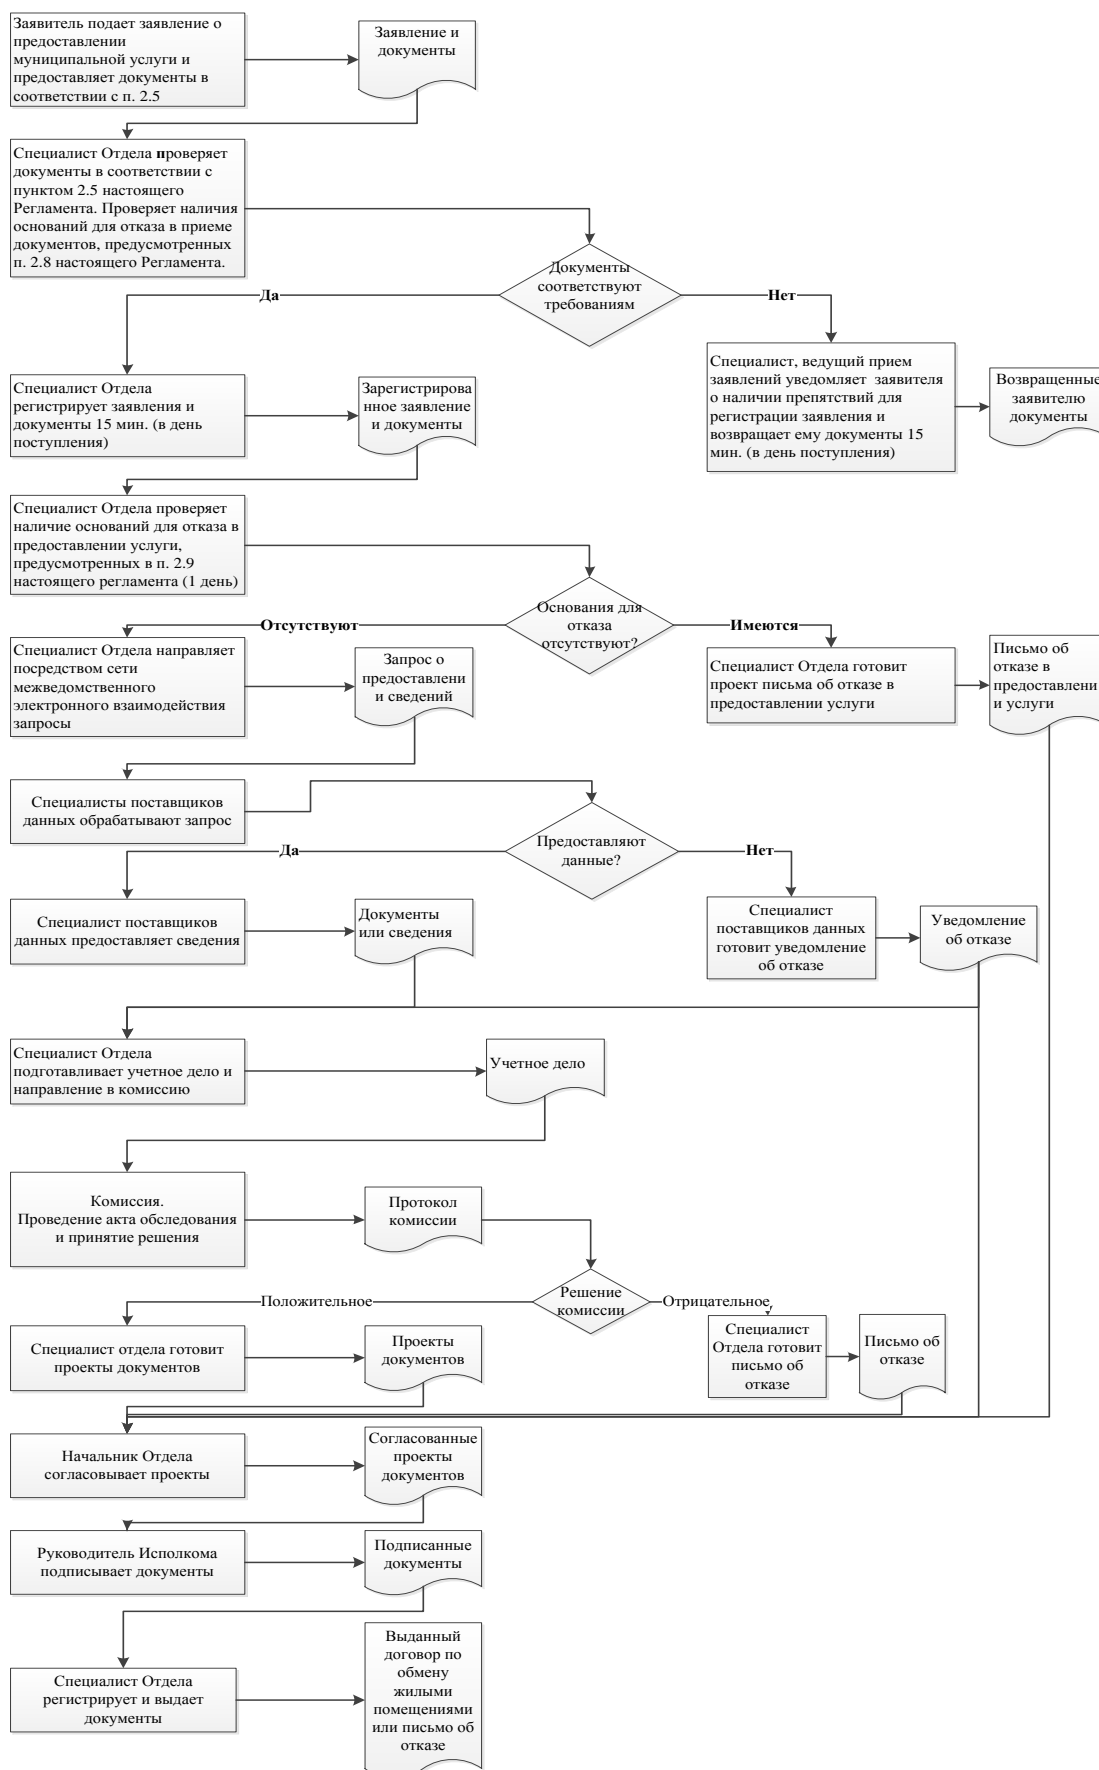 Заявитель подает заявление о
предоставлении
муниципальной услуги и
предоставляет документы в
соответствии с п. 2.5
Заявление и
документы
Специалист Отдела проверяет
документы в соответствии с
пунктом 2.5 настоящего
Регламента. Проверяет наличия
оснований для отказа в приеме
документов, предусмотренных
п. 2.8 настоящего Регламента.
Документы
соответствуют
требованиям
Да
Нет
Специалист Отдела
регистрирует заявления и
документы 15 мин. (в день
поступления)
Зарегистрирова
нное заявление
и документы
Специалист, ведущий прием
заявлений уведомляет заявителя
о наличии препятствий для
регистрации заявления и
возвращает ему документы 15
мин. (в день поступления)
Возвращенные
заявителю
документы
Специалист Отдела проверяет
наличие оснований для отказа в
предоставлении услуги,
предусмотренных в п. 2.9
настоящего регламента (1 день)
Основания для
отказа
отсутствуют?
Отсутствуют
Имеются
Специалист Отдела направляет
посредством сети
межведомственного
электронного взаимодействия
запросы
Запрос о
предоставлени
и сведений
Специалист Отдела готовит
проект письма об отказе в
предоставлении услуги
Письмо об
отказе в
предоставлени
и услуги
Специалисты поставщиков
данных обрабатывают запрос
Предоставляют
данные?
Да
Нет
Специалист поставщиков
данных предоставляет сведения
Документы
или сведения
Специалист
поставщиков данных
готовит уведомление
об отказе
Уведомление
об отказе
Специалист Отдела
подготавливает учетное дело и
направление в комиссию
Учетное дело
Комиссия.
Проведение акта обследования
и принятие решения
Протокол
комиссии
Решение
комиссии
Положительное
Отрицательное
Специалист отдела готовит
проекты документов
Проекты
документов
Специалист
Отдела готовит
письмо об
отказе
Письмо об
отказе
Начальник Отдела
согласовывает проекты
Согласованные
проекты
документов
Руководитель Исполкома
подписывает документы
Подписанные
документы
Специалист Отдела
регистрирует и выдает
документы
Выданный
договор по
обмену
жилыми
помещениями
или письмо об
отказе